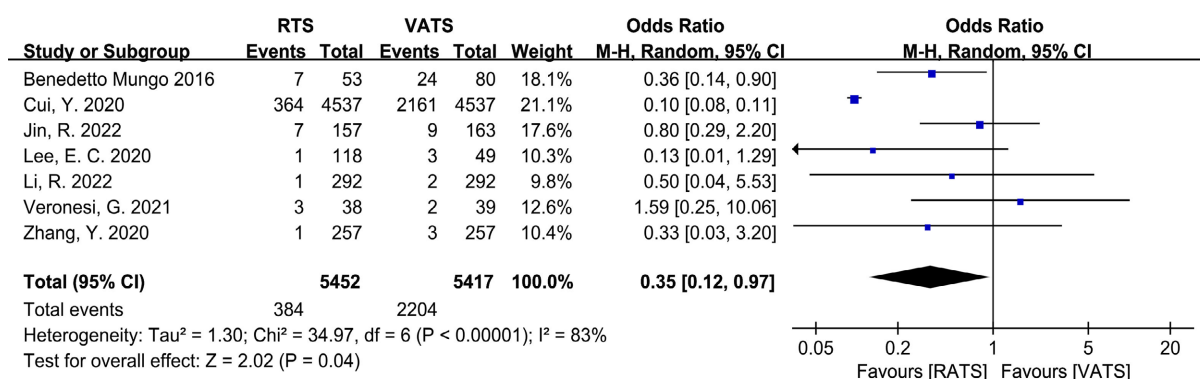 RTS VATS Odds Ratio Odds Ratio
Study or Subgroup Events Total Events Total Weight M-H, Random, 95% CI M-H, Random, 95% CI
Benedetto Mungo 2016 7 53 24 80 18.1% 0.36 [0.14, 0.90]
Cui, Y. 2020 364 4537 2161 4537 21.1% 0.10 [0.08, 0.11]
Jin, R. 2022 7 157 9 163 17.6% 0.80 [0.29, 2.20]
Lee, E. C. 2020 1 118 3 49 10.3% 0.13 [0.01, 1.29]
Li, R. 2022 1 292 2 292 9.8% 0.50 [0.04, 5.53]
Veronesi, G. 2021 3 38 2 39 12.6% 1.59 [0.25, 10.06]
Zhang, Y. 2020 1 257 3 257 10.4% 0.33 [0.03, 3.20]
Total (95% CI) 5452 5417 100.0% 0.35 [0.12, 0.97]
Total events 384 2204
Heterogeneity: Tau² = 1.30; Chi² = 34.97, df = 6 (P < 0.00001); I² = 83%
Test for overall effect: Z = 2.02 (P = 0.04)
0.05 0.2 1 5 20
Favours [RATS] Favours [VATS]